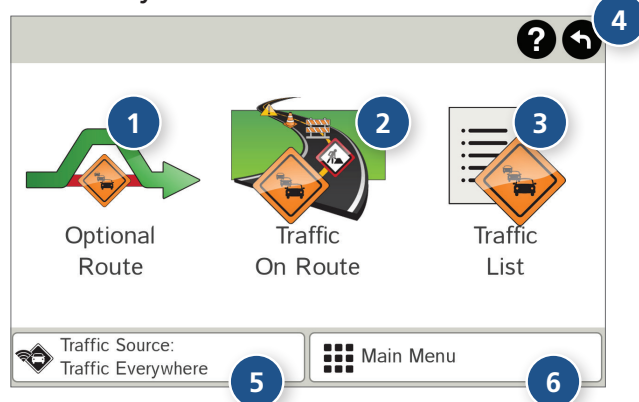 4
?
1
2
3
Optional
Route
Traffic
On Route
Traffic
List
Traffic Source:
Traffic Everywhere
Main Menu
5
6